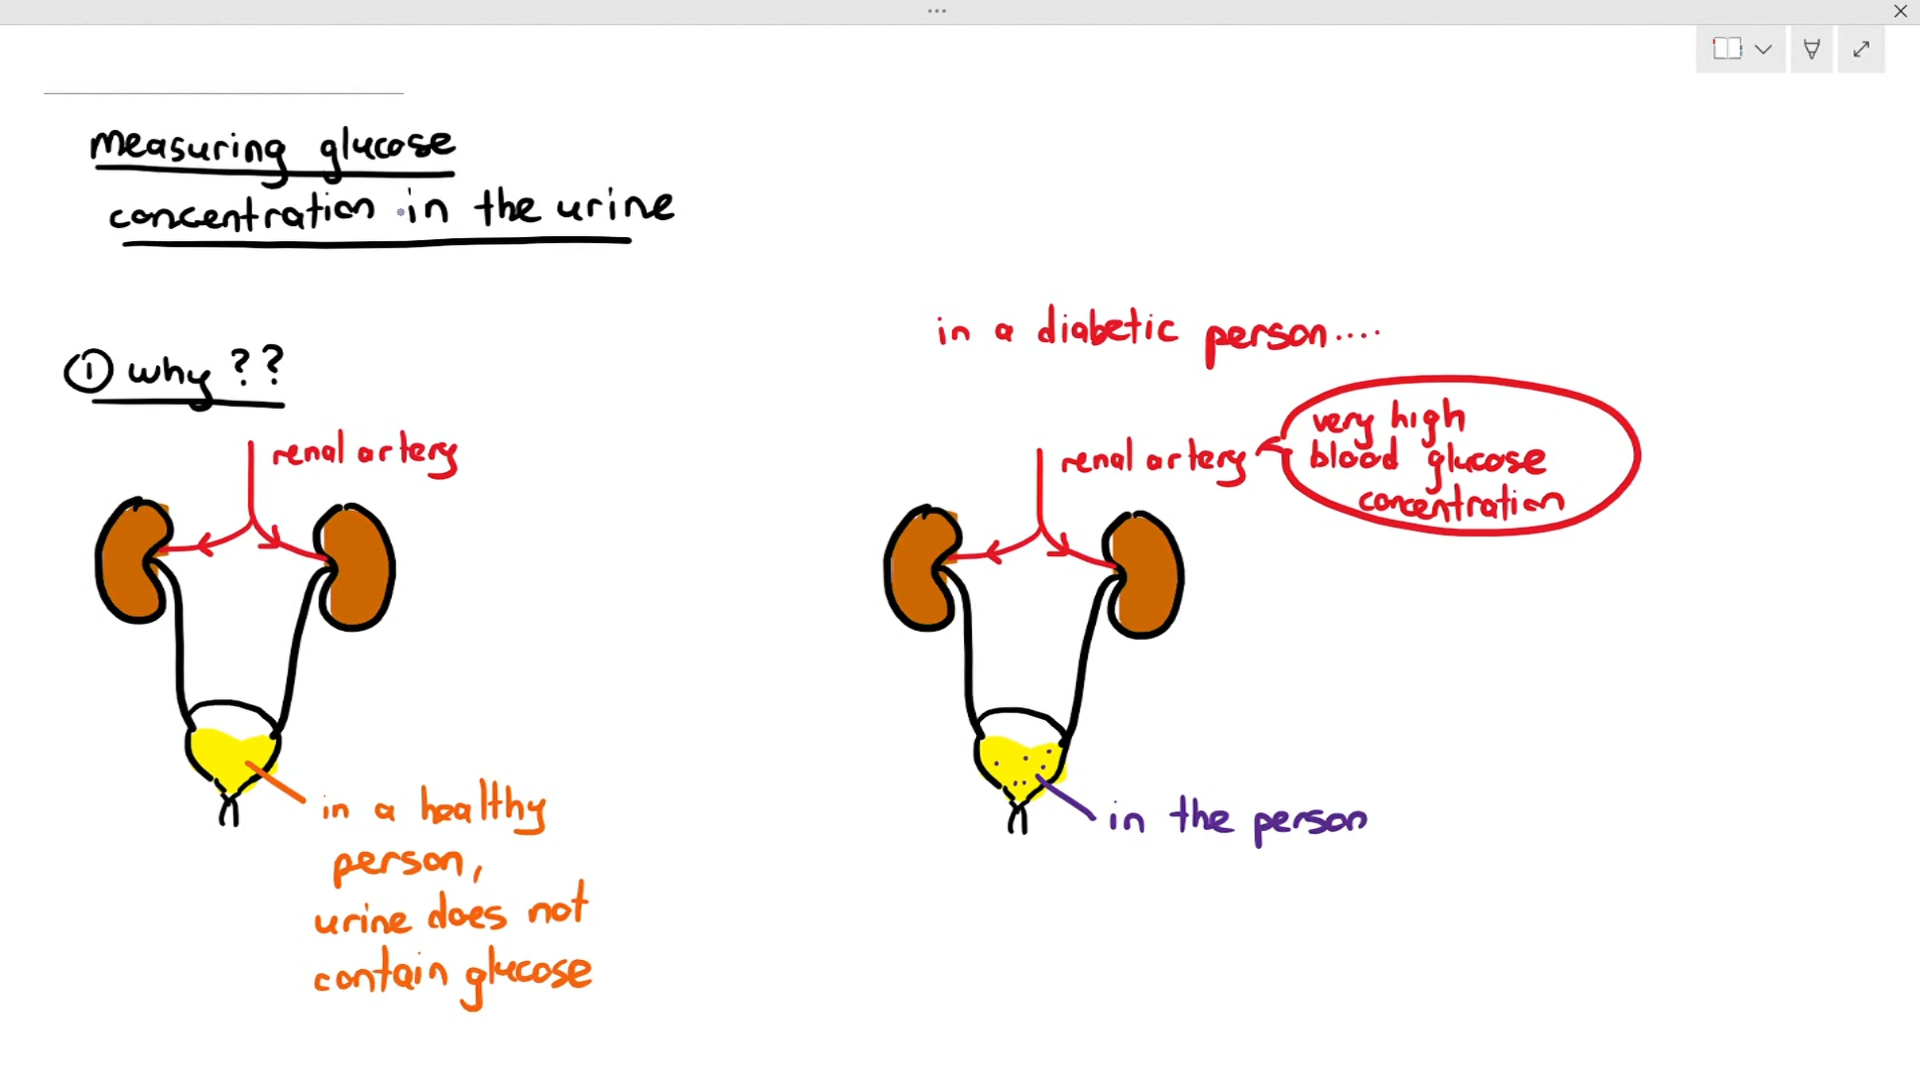 measuring glucose
concentration in the urine
① why ??
renal artery
in a healthy
person,
urine does not
contain glucose
in a diabetic person....
renal artery
very high
blood glucose
concentration
in the person